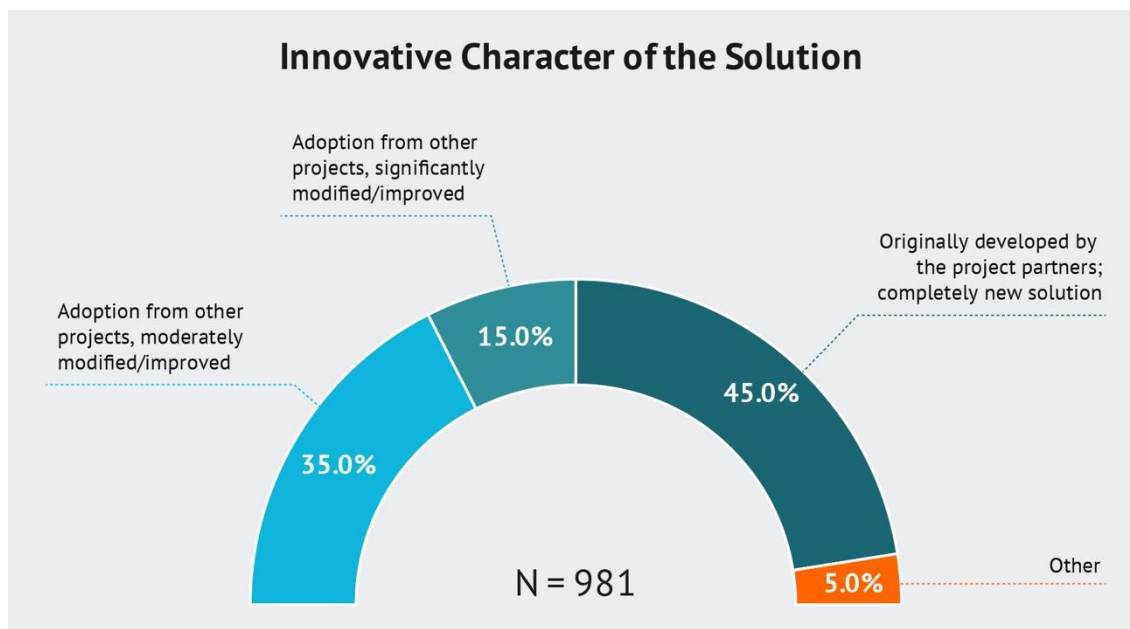 Innovative Character of the Solution
Adoption from other
projects, significantly
modified/improved
Originally developed by
the project partners;
completely new solution
Adoption from other
projects, moderately
modified/improved
15.0%
45.0%
35.0%
N = 981
Other
5.0%